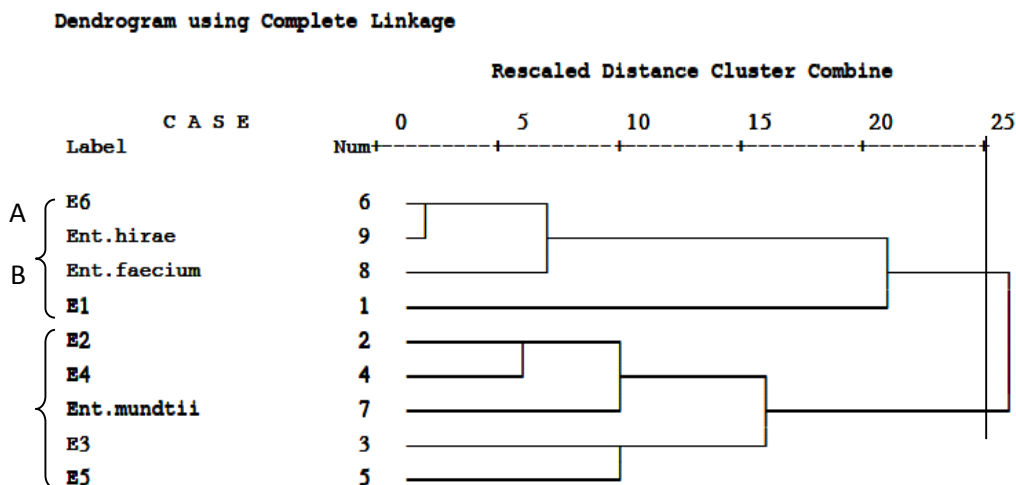 Dendrogram using Complete Linkage
Rescaled Distance Cluster Combine
C A S E 0 5 10 15 20 25
Label Num+---------+---------+---------+---------+---------+
A E6 6
Ent.hirae 9
B Ent.faecium 8
E1 1
E2 2
E4 4
Ent.mundtii 7
E3 3
E5 5